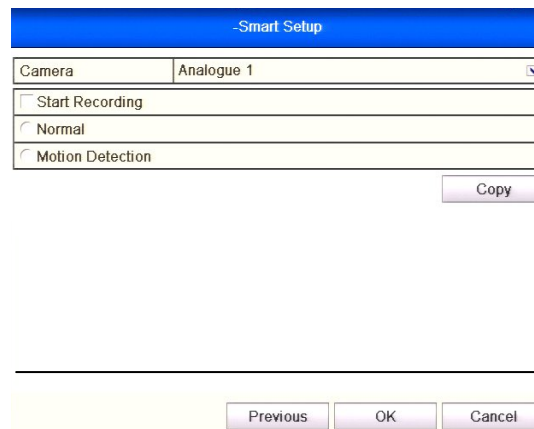 -Smart Setup
Camera Analogue 1
Start Recording
Normal
Motion Detection
Copy
Previous OK Cancel